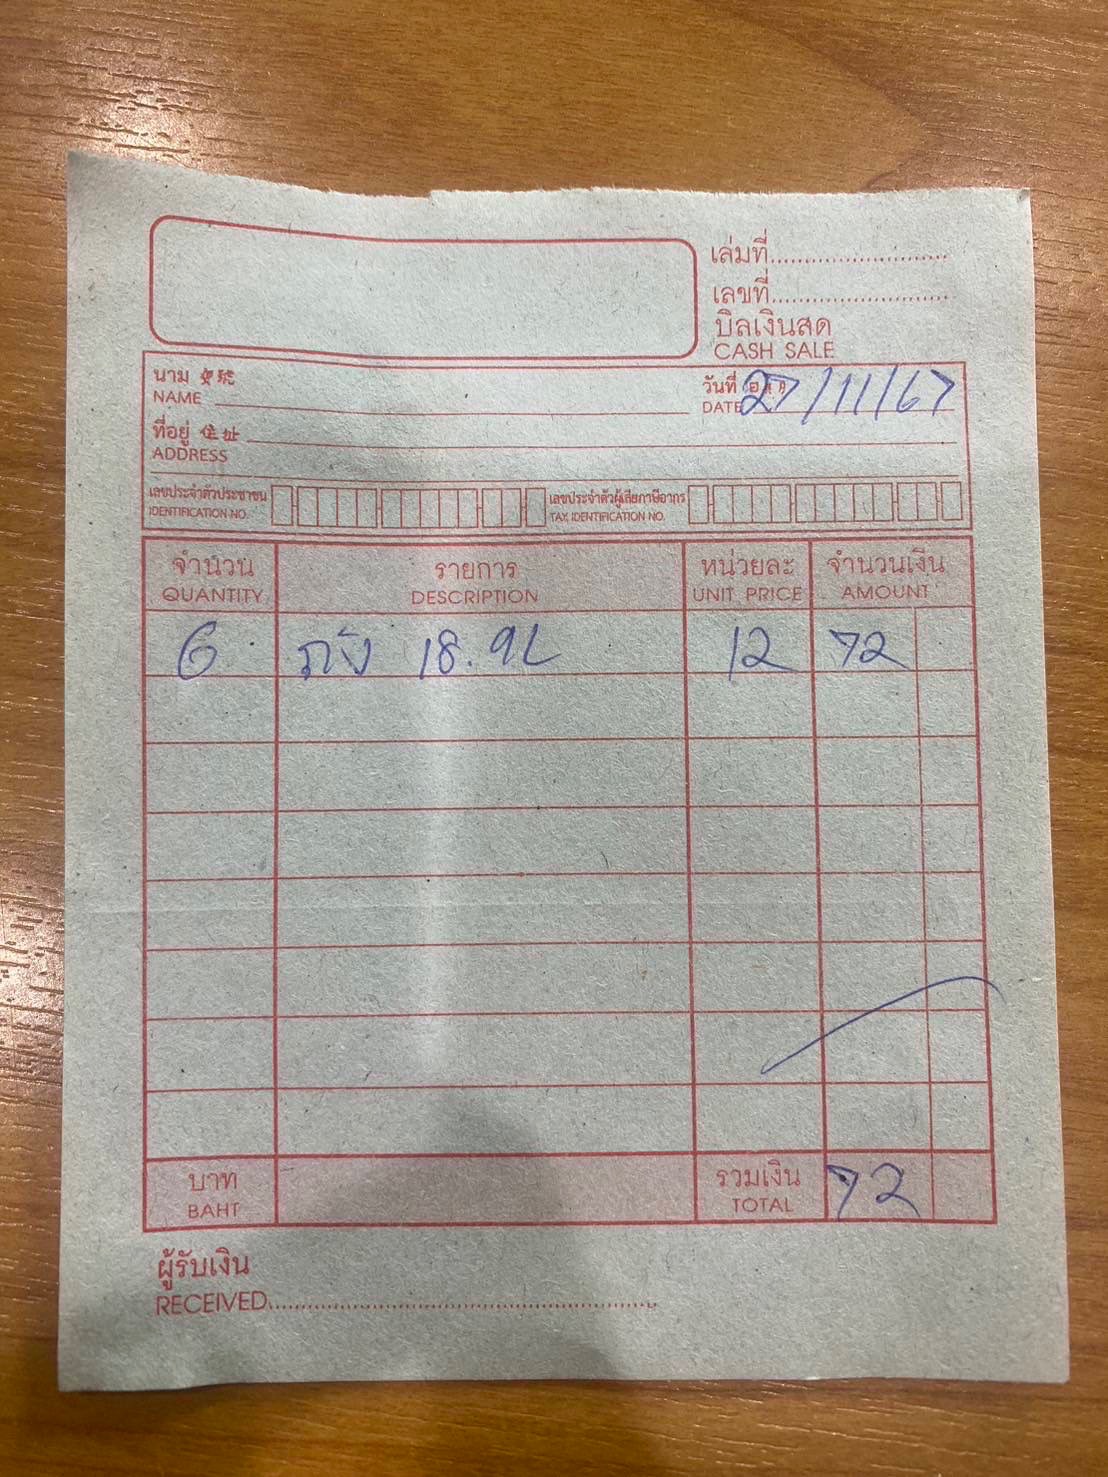 เล่มที่..............................
เลขที่..............................
บิลเงินสด
CASH SALE
นาม
NAME
วันที่ 27/11/67
DATE
ที่อยู่ 住址
ADDRESS
เลขประจำตัวประชาชน เลขประจำตัวผู้เสียภาษีอากร
IDENTIFICATION NO. TAX IDENTIFICATION NO.
จำนวน รายการ หน่วยละ จำนวนเงิน
QUANTITY DESCRIPTION UNIT PRICE AMOUNT
6 ถัง 18.9L 12 72
บาท รวมเงิน 72
BAHT TOTAL
ผู้รับเงิน
RECEIVED..............................